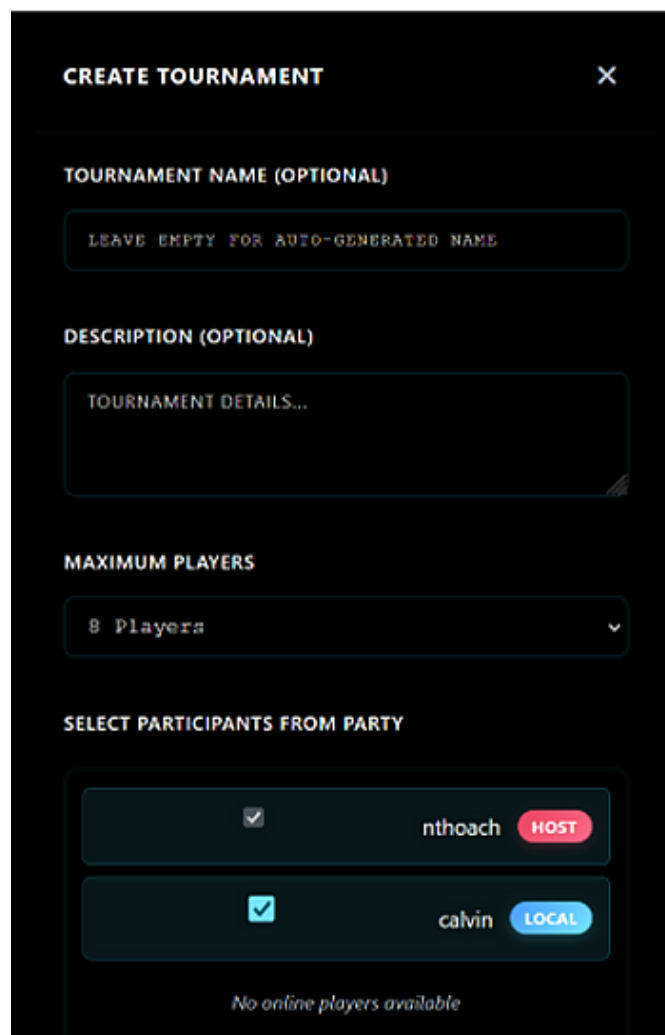 CREATE TOURNAMENT ×
TOURNAMENT NAME (OPTIONAL)
LEAVE EMPTY FOR AUTO-GENERATED NAME
DESCRIPTION (OPTIONAL)
TOURNAMENT DETAILS...
MAXIMUM PLAYERS
8 Players
SELECT PARTICIPANTS FROM PARTY
nthoach HOST
calvin LOCAL
No online players available